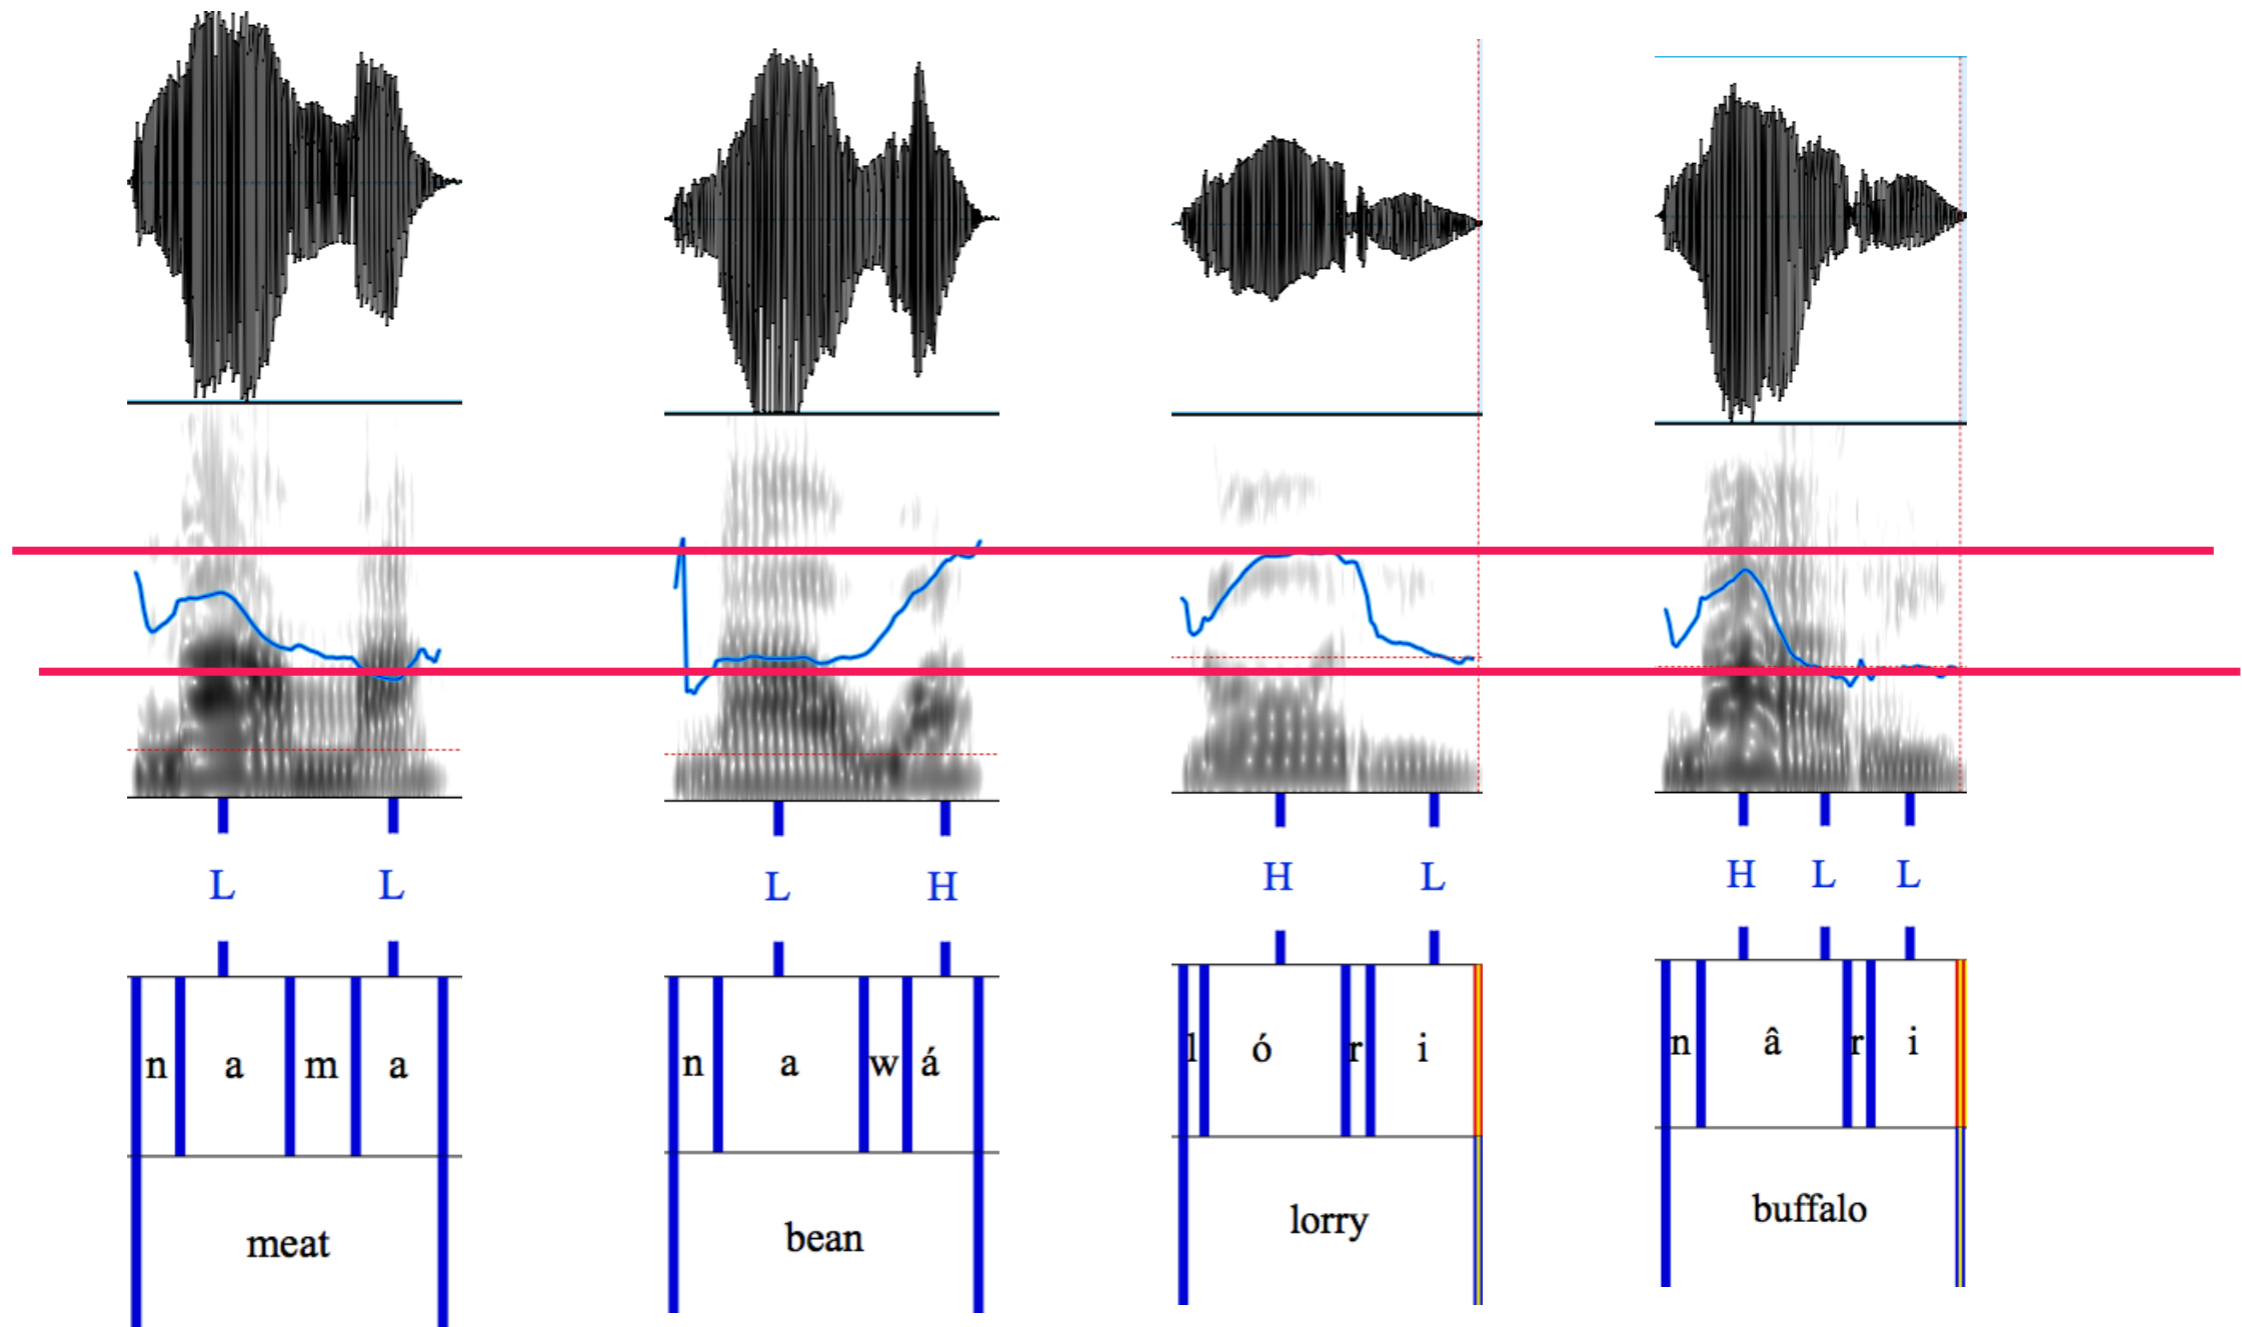 L L
L H
H L
H L L
n a m a
n a w á
l ó r i
n â r i
meat
bean
lorry
buffalo